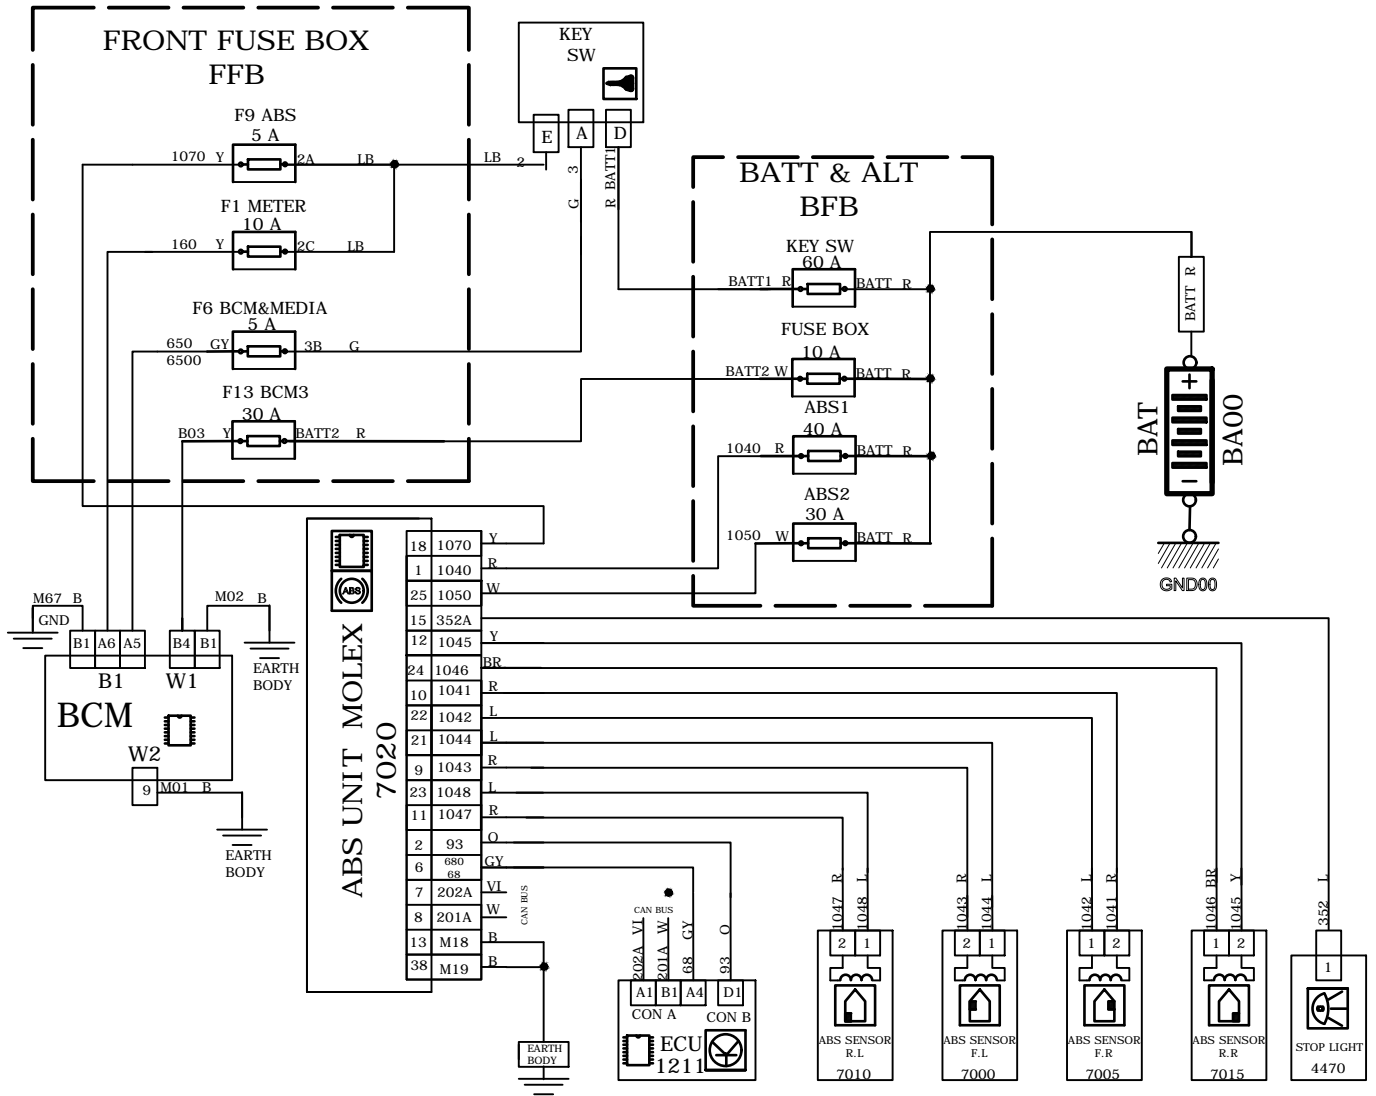 FRONT FUSE BOX
FFB
F9 ABS
5 A
1070 Y
2A LB
LB 2
F1 METER
10 A
160 Y
2C LB
F6 BCM&MEDIA
5 A
650 GY
6500
3B G
F13 BCM3
30 A
B03 Y
BATT2 R
KEY
SW
E
A
D
G 3
R BATT1
BATT & ALT
BFB
KEY SW
60 A
BATT1 R
BATT R
FUSE BOX
10 A
BATT2 W
BATT R
ABS1
40 A
1040 R
BATT R
ABS2
30 A
1050 W
BATT R
BATT R
+
−
BAT
BA00
GND00
M67 B
GND
M02 B
EARTH
BODY
B1 A6 A5
B4 B1
B1
W1
BCM
W2
9
M01 B
EARTH
BODY
ABS
ABS UNIT MOLEX
7020
18 1070 Y
1 1040 R
25 1050 W
15 352A
12 1045 Y
24 1046 BR
10 1041 R
22 1042 L
21 1044 L
9 1043 R
23 1048 L
11 1047 R
2 93 O
6 680 68 GY
7 202A VI
8 201A W
CAN BUS
13 M18 B
38 M19 B
EARTH
BODY
CAN BUS
202A VI
201A W
68 GY
93 O
A1 B1 A4 D1
CON A
CON B
ECU
1211
1047 R
1048 L
2 1
ABS SENSOR
R.L
7010
1043 R
1044 L
2 1
ABS SENSOR
F.L
7000
1042 L
1041 R
1 2
ABS SENSOR
F.R
7005
1046 BR
1045 Y
1 2
ABS SENSOR
R.R
7015
352 L
1
STOP LIGHT
4470